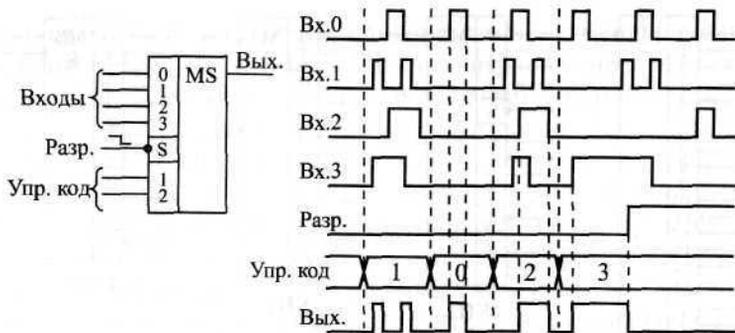 Входы
Разр.
Упр. код
0
1
2
3
S
1
2
MS
Вых.
Вх.0
Вх.1
Вх.2
Вх.3
Разр.
Упр. код
1
0
2
3
Вых.